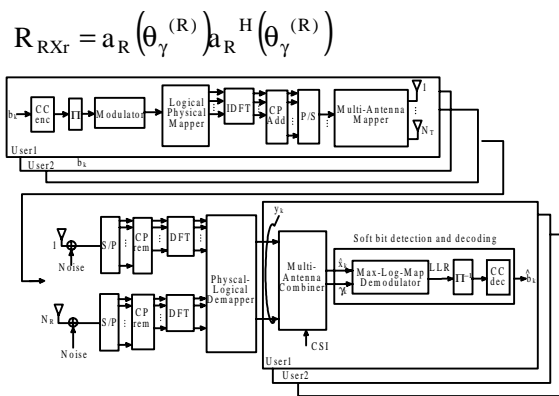 R_RXr = a_R(θ_γ^(R)) a_R^H(θ_γ^(R))
b_k
CC enc
Π
Modulator
Logical Physical Mapper
IDFT
CP Add
P/S
Multi-Antenna Mapper
1
N_T
User1
User2
b_k
1
Noise
S/P
CP rem
DFT
N_R
Noise
S/P
CP rem
DFT
Physcal-Logical Demapper
y_k
Multi-Antenna Combiner
CSI
Soft bit detection and decoding
x̂_k
γ
Max-Log-Map Demodulator
LLR
Π⁻¹
CC dec
b̂_k
User1
User2